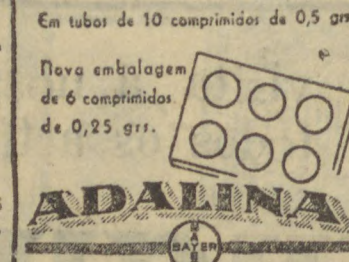 Em tubos de 10 comprimidos de 0,5 grs
Nova embalagem
de 6 comprimidos
de 0,25 grs.
ADALINA
BAYER